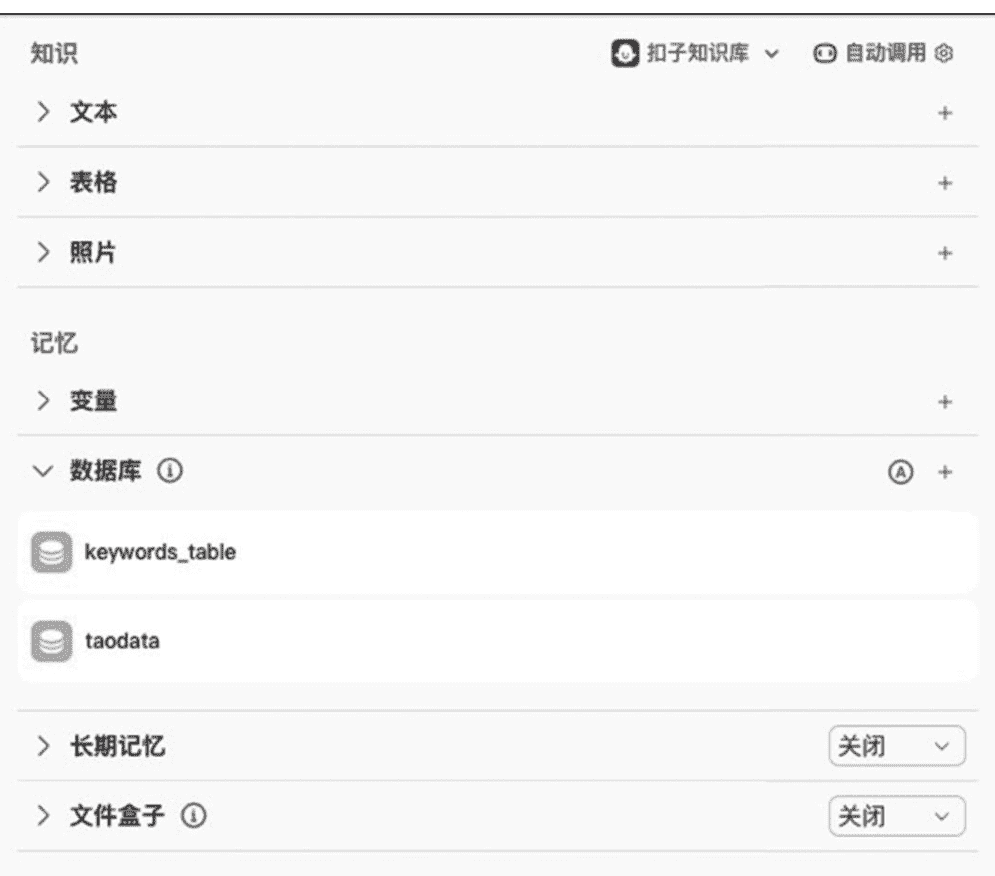 知识 扣子知识库 自动调用
文本
表格
照片
记忆
变量
数据库
keywords_table
taodata
长期记忆 关闭
文件盒子 关闭